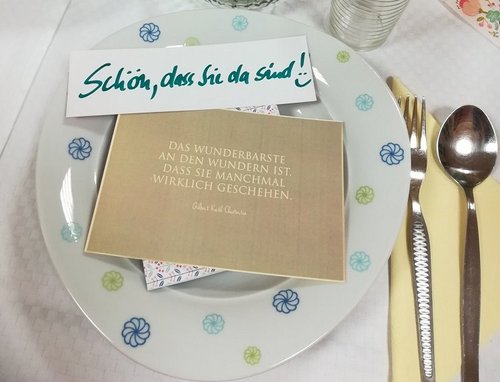 Schön, dass Sie da sind!
DAS WUNDERBARSTE
AN DEN WUNDERN IST,
DASS SIE MANCHMAL
WIRKLICH GESCHEHEN.
Gilbert Keith Chesterton